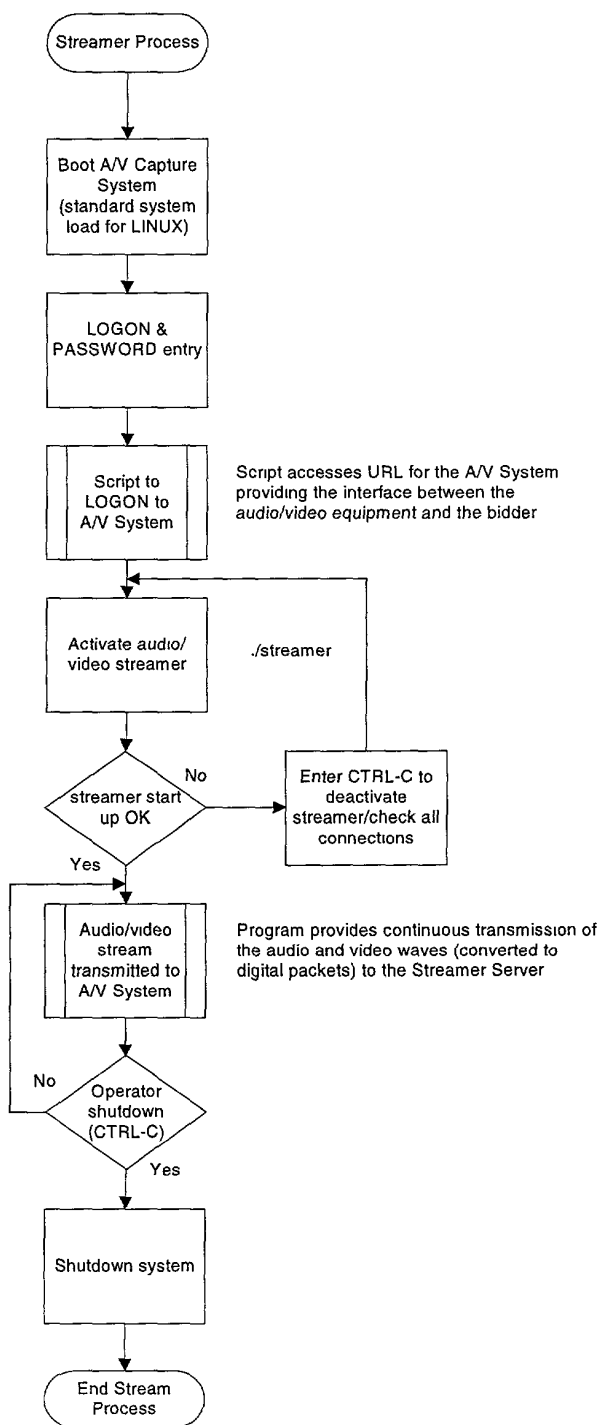 Streamer Process
Boot A/V Capture
System
(standard system
load for LINUX)
LOGON &
PASSWORD entry
Script to
LOGON to
A/V System
Script accesses URL for the A/V System
providing the interface between the
audio/video equipment and the bidder
Activate audio/
video streamer
./streamer
streamer start
up OK
No
Enter CTRL-C to
deactivate
streamer/check all
connections
Yes
Audio/video
stream
transmitted to
A/V System
Program provides continuous transmission of
the audio and video waves (converted to
digital packets) to the Streamer Server
No
Operator
shutdown
(CTRL-C)
Yes
Shutdown system
End Stream
Process